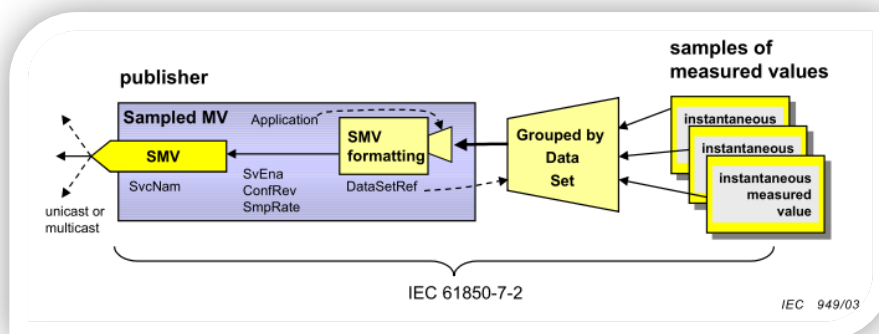 samples of
measured values
publisher
Sampled MV
Application
SMV
formatting
Grouped by
Data
Set
instantaneous
instantaneous
instantaneous
measured
value
SMV
SvcNam
SvEna
ConfRev
SmpRate
DataSetRef
unicast or
multicast
IEC 61850-7-2
IEC 949/03